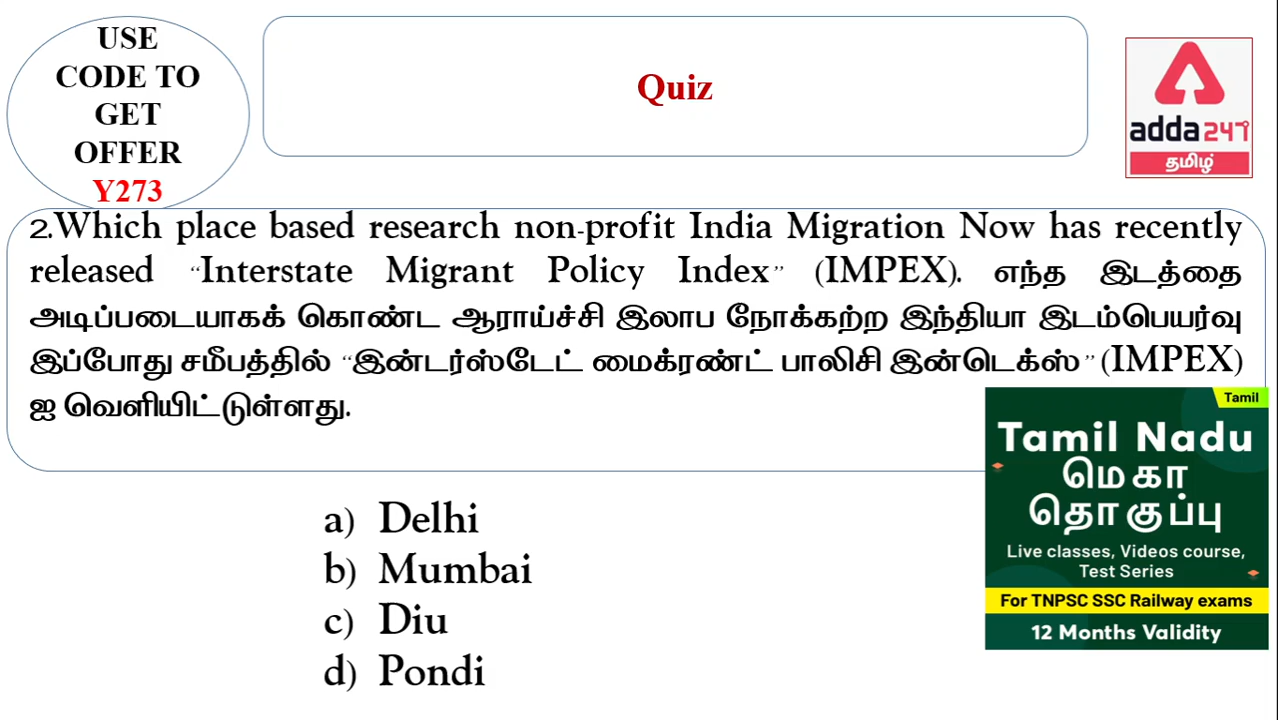 USE
CODE TO
GET
OFFER
Y273
Quiz
adda247
தமிழ்
2.Which place based research non-profit India Migration Now has recently
released “Interstate Migrant Policy Index” (IMPEX). எந்த இடத்தை
அடிப்படையாகக் கொண்ட ஆராய்ச்சி இலாப நோக்கற்ற இந்தியா இடம்பெயர்வு
இப்போது சமீபத்தில் “இன்டர்ஸ்டேட் மைக்ரண்ட் பாலிசி இன்டெக்ஸ்” (IMPEX)
ஐ வெளியிட்டுள்ளது.
a) Delhi
b) Mumbai
c) Diu
d) Pondi
Tamil
Tamil Nadu
மெகா
தொகுப்பு
Live classes, Videos course,
Test Series
For TNPSC SSC Railway exams
12 Months Validity